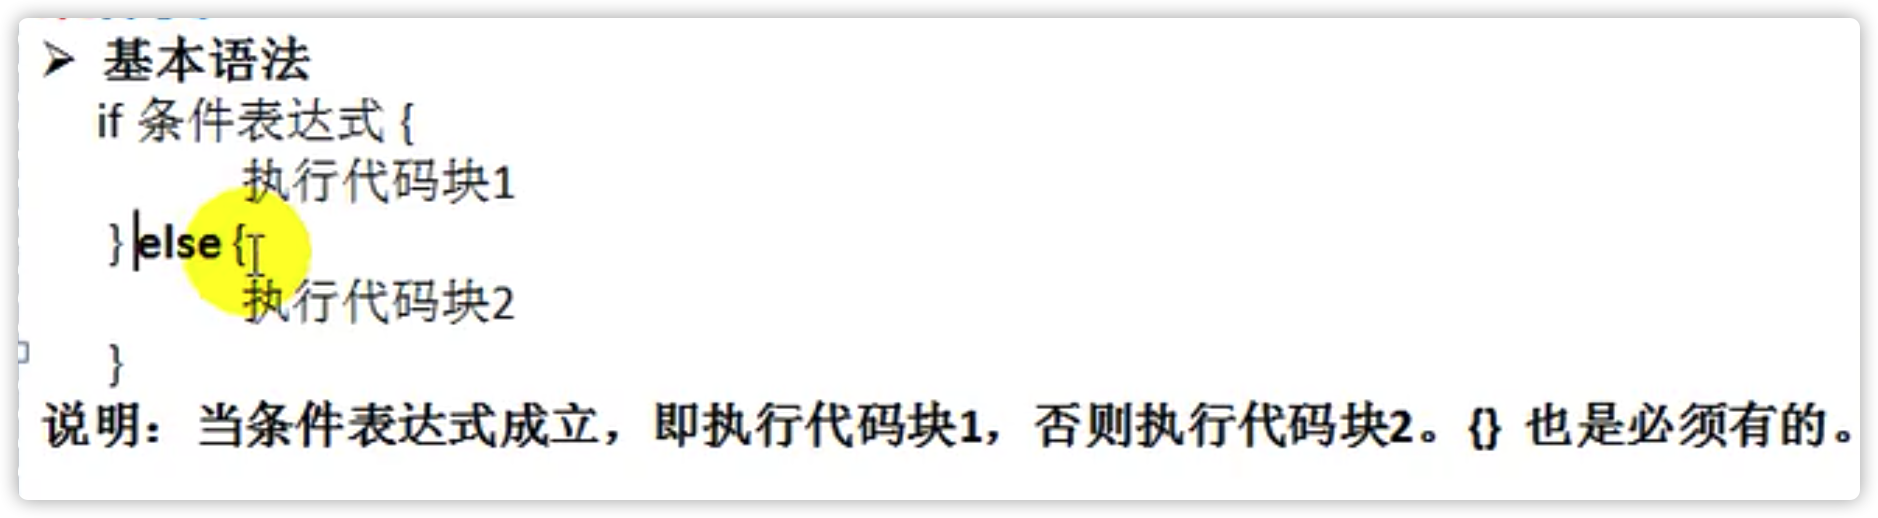 ➢ 基本语法
if 条件表达式 {
执行代码块1
} else {
执行代码块2
}
说明：当条件表达式成立，即执行代码块1，否则执行代码块2。{} 也是必须有的。